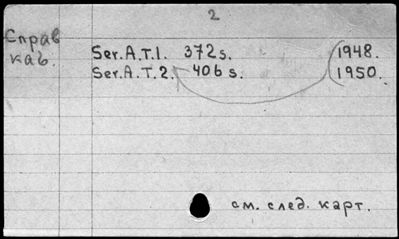 2
Справ
каб.
Ser.A.T.1. 372s. (1948.
Ser.A.T.2. 406s. 1950.
см. след. карт.